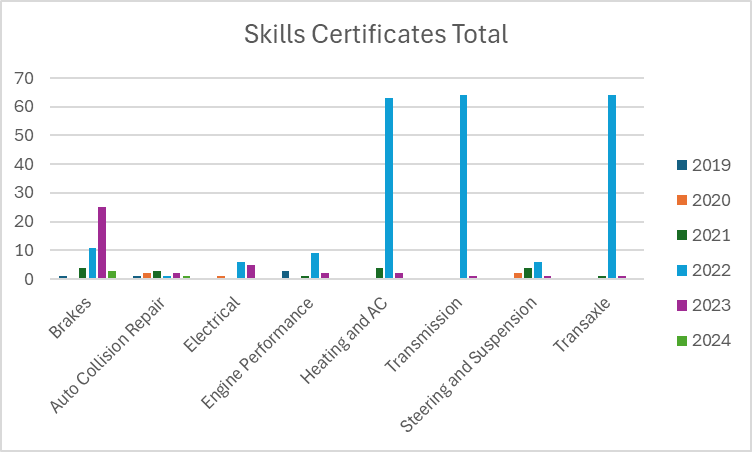 Skills Certificates Total
70
60
50
40
30
20
10
0
Brakes
Auto Collision Repair
Electrical
Engine Performance
Heating and AC
Transmission
Steering and Suspension
Transaxle
2019
2020
2021
2022
2023
2024